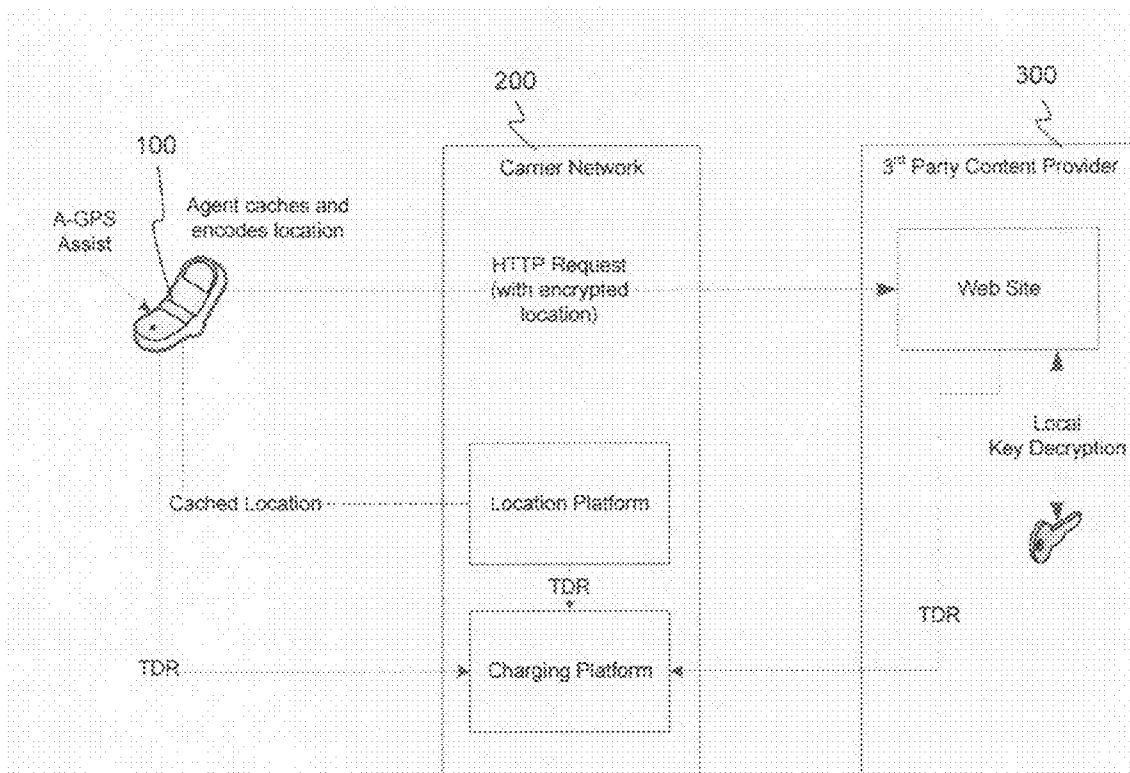 200
300
100
Carrier Network
3rd Party Content Provider
A-GPS
Assist
Agent caches and
encodes location
HTTP Request
(with encrypted
location)
Web Site
Local
Key Decryption
Cached Location
Location Platform
TDR
TDR
TDR
Charging Platform